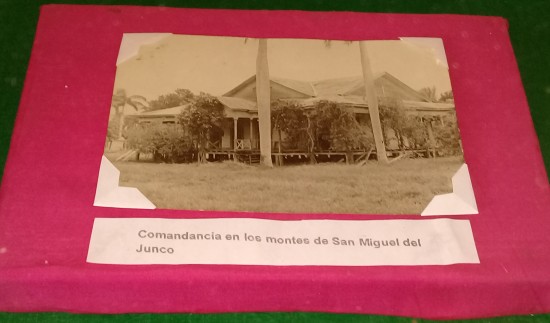 Comandancia en los montes de San Miguel del
Junco